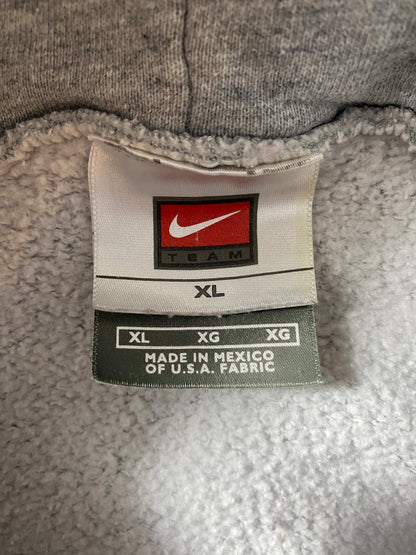 TEAM
XL
XL XG XG
MADE IN MEXICO
OF U.S.A. FABRIC